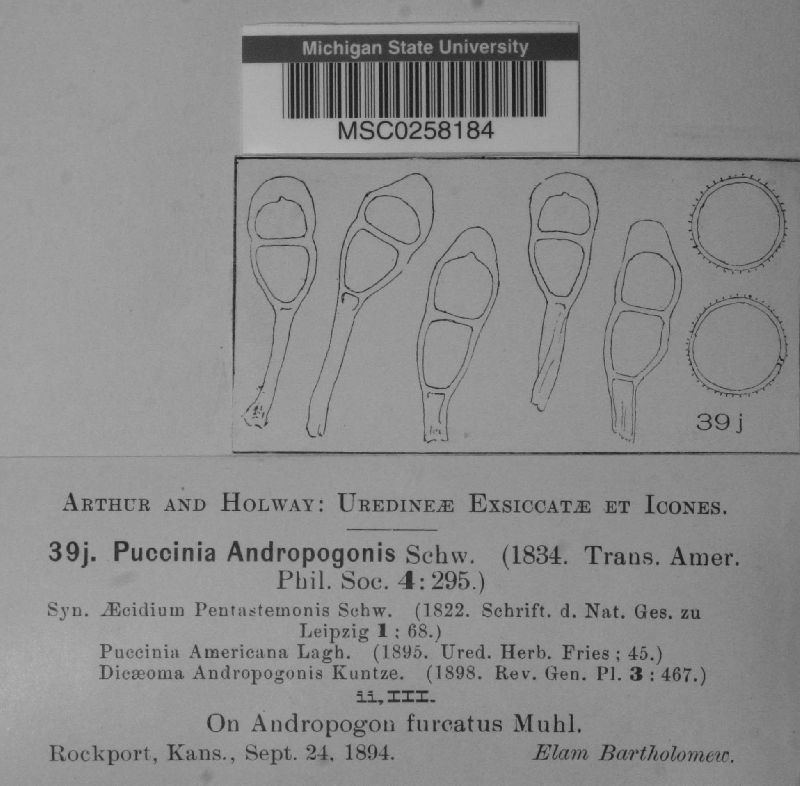 Michigan State University
MSC0258184
39 j
ARTHUR AND HOLWAY: UREDINEÆ EXSICCATÆ ET ICONES.
39j. Puccinia Andropogonis Schw. (1834. Trans. Amer.
Phil. Soc. 4: 295.)
Syn. Æcidium Pentastemonis Schw. (1822. Schrift. d. Nat. Ges. zu
Leipzig 1 : 68.)
Puccinia Americana Lagh. (1895. Ured. Herb. Fries ; 45.)
Dicæoma Andropogonis Kuntze. (1898. Rev. Gen. Pl. 3 : 467.)
ii, III.
On Andropogon furcatus Muhl.
Rockport, Kans., Sept. 24, 1894. Elam Bartholomew.